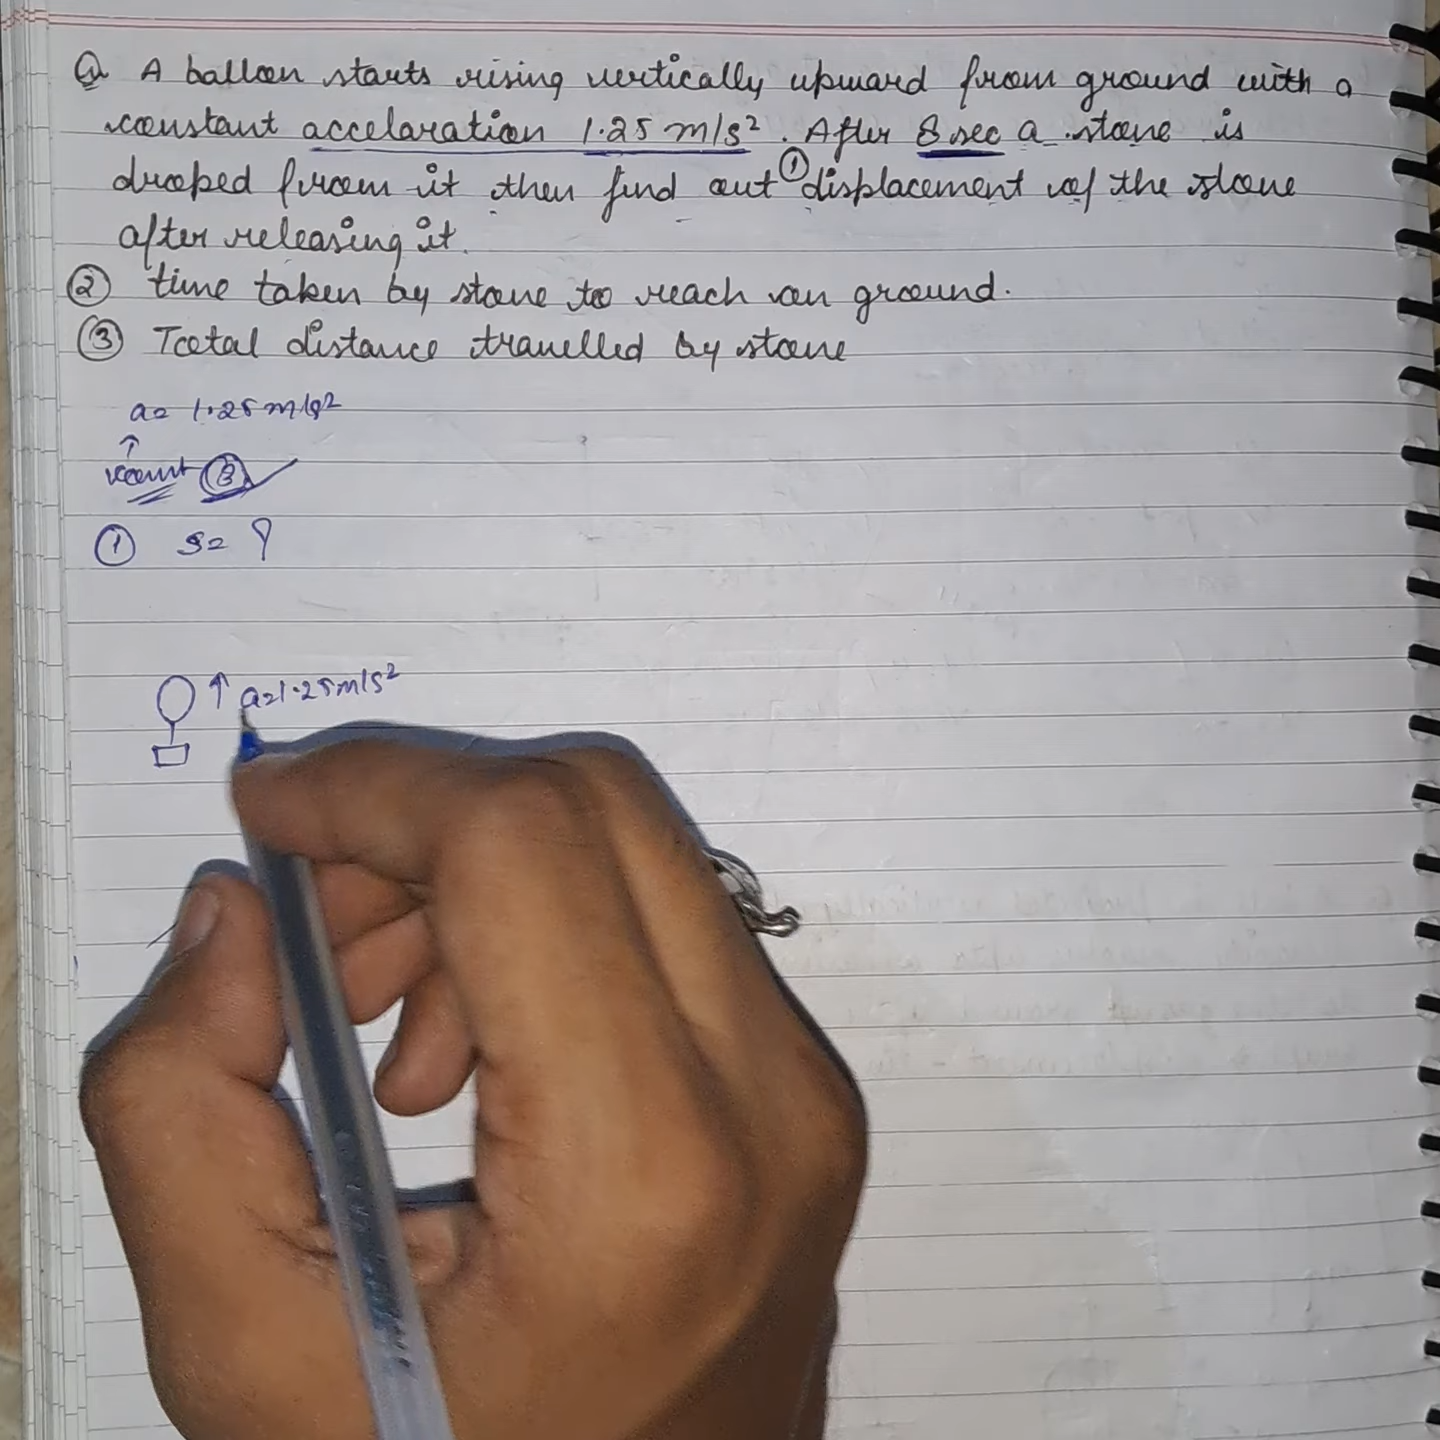 Q A balloon starts rising vertically upward from ground with a
constant accelaration 1.25 m/s². After 8 sec a stone is
droped from it then find out ① displacement of the stone
after releasing it.
② time taken by stone to reach on ground.
③ Total distance travelled by stone
a = 1.25 m/s²
↑
① s = ?
↑ a=1.25m/s²